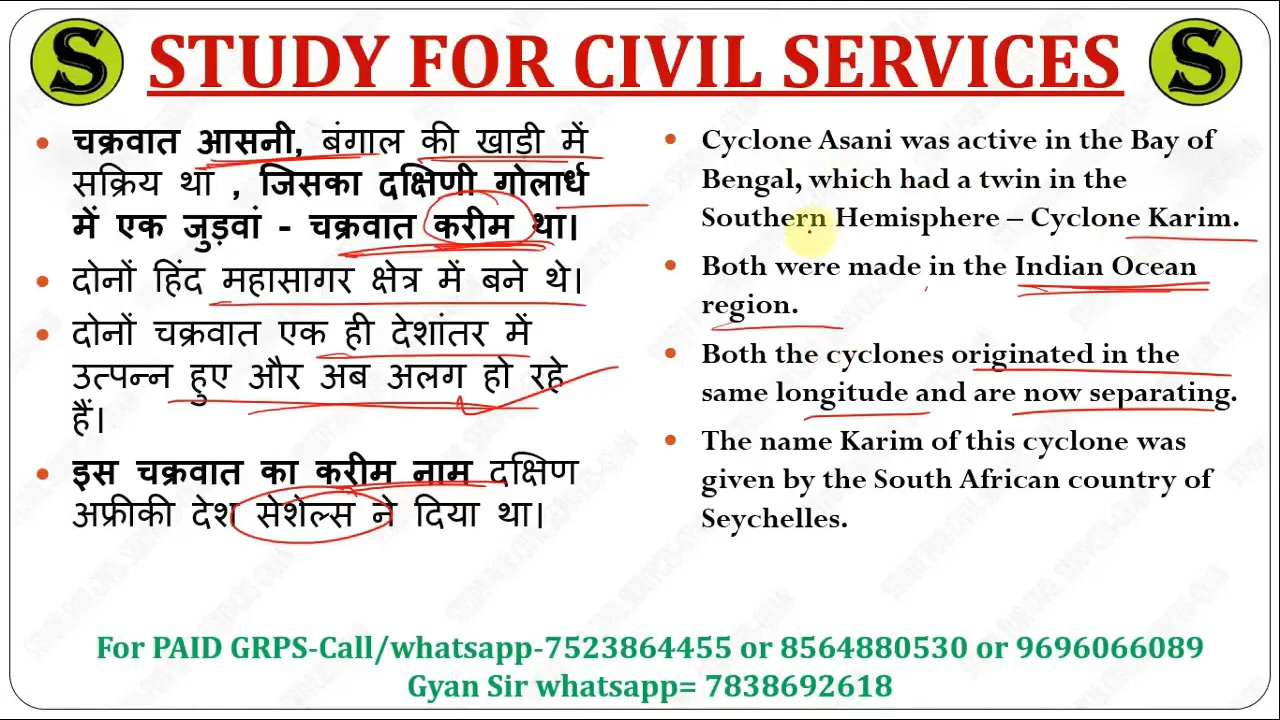 S STUDY FOR CIVIL SERVICES S
• चक्रवात आसनी, बंगाल की खाड़ी में
सक्रिय था , जिसका दक्षिणी गोलार्ध
में एक जुड़वां - चक्रवात करीम था।
• दोनों हिंद महासागर क्षेत्र में बने थे।
• दोनों चक्रवात एक ही देशांतर में
उत्पन्न हुए और अब अलग हो रहे
हैं।
• इस चक्रवात का करीम नाम दक्षिण
अफ्रीकी देश सेशेल्स ने दिया था।
• Cyclone Asani was active in the Bay of
Bengal, which had a twin in the
Southern Hemisphere – Cyclone Karim.
• Both were made in the Indian Ocean
region.
• Both the cyclones originated in the
same longitude and are now separating.
• The name Karim of this cyclone was
given by the South African country of
Seychelles.
For PAID GRPS-Call/whatsapp-7523864455 or 8564880530 or 9696066089
Gyan Sir whatsapp= 7838692618